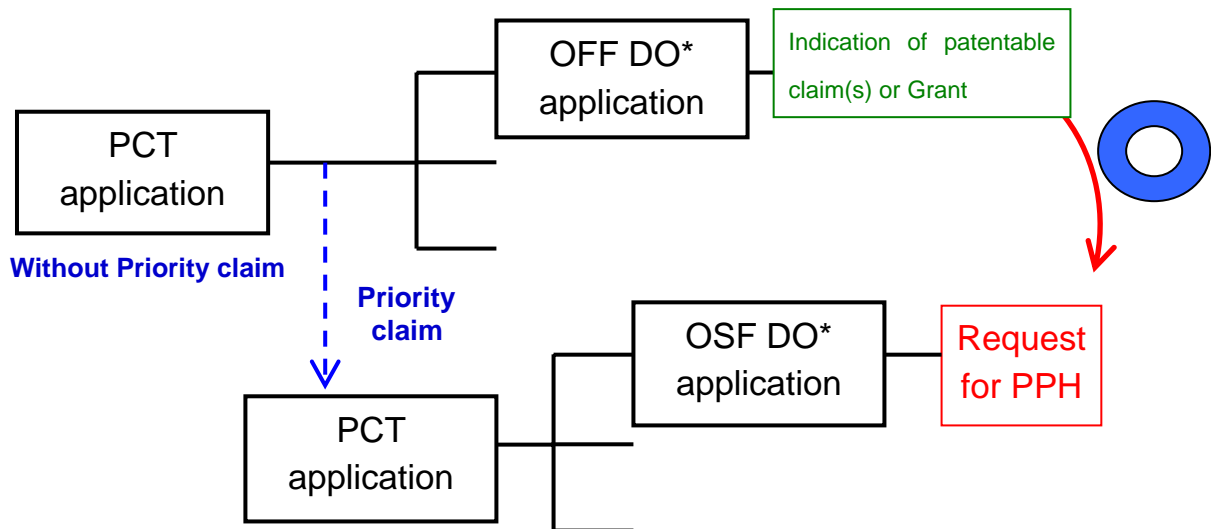 OFF DO*
application
Indication of patentable
claim(s) or Grant
PCT
application
Without Priority claim
Priority
claim
OSF DO*
application
Request
for PPH
PCT
application